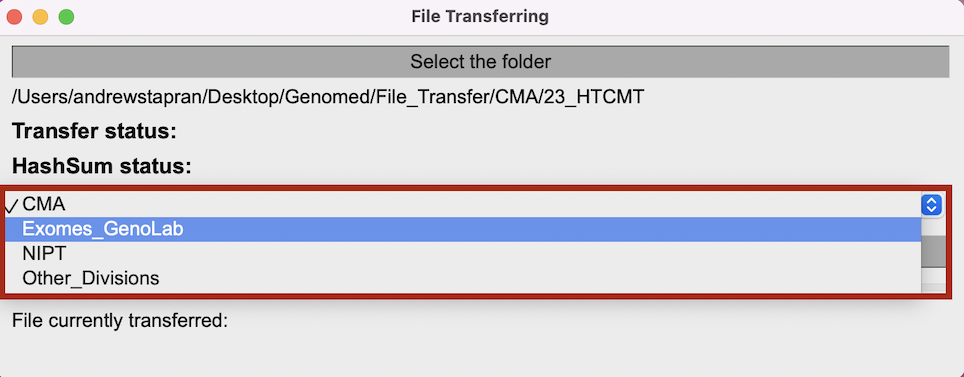 File Transferring
Select the folder
/Users/andrewstapran/Desktop/Genomed/File_Transfer/CMA/23_HTCMT
Transfer status:
HashSum status:
✓ CMA
Exomes_GenoLab
NIPT
Other_Divisions
File currently transferred: